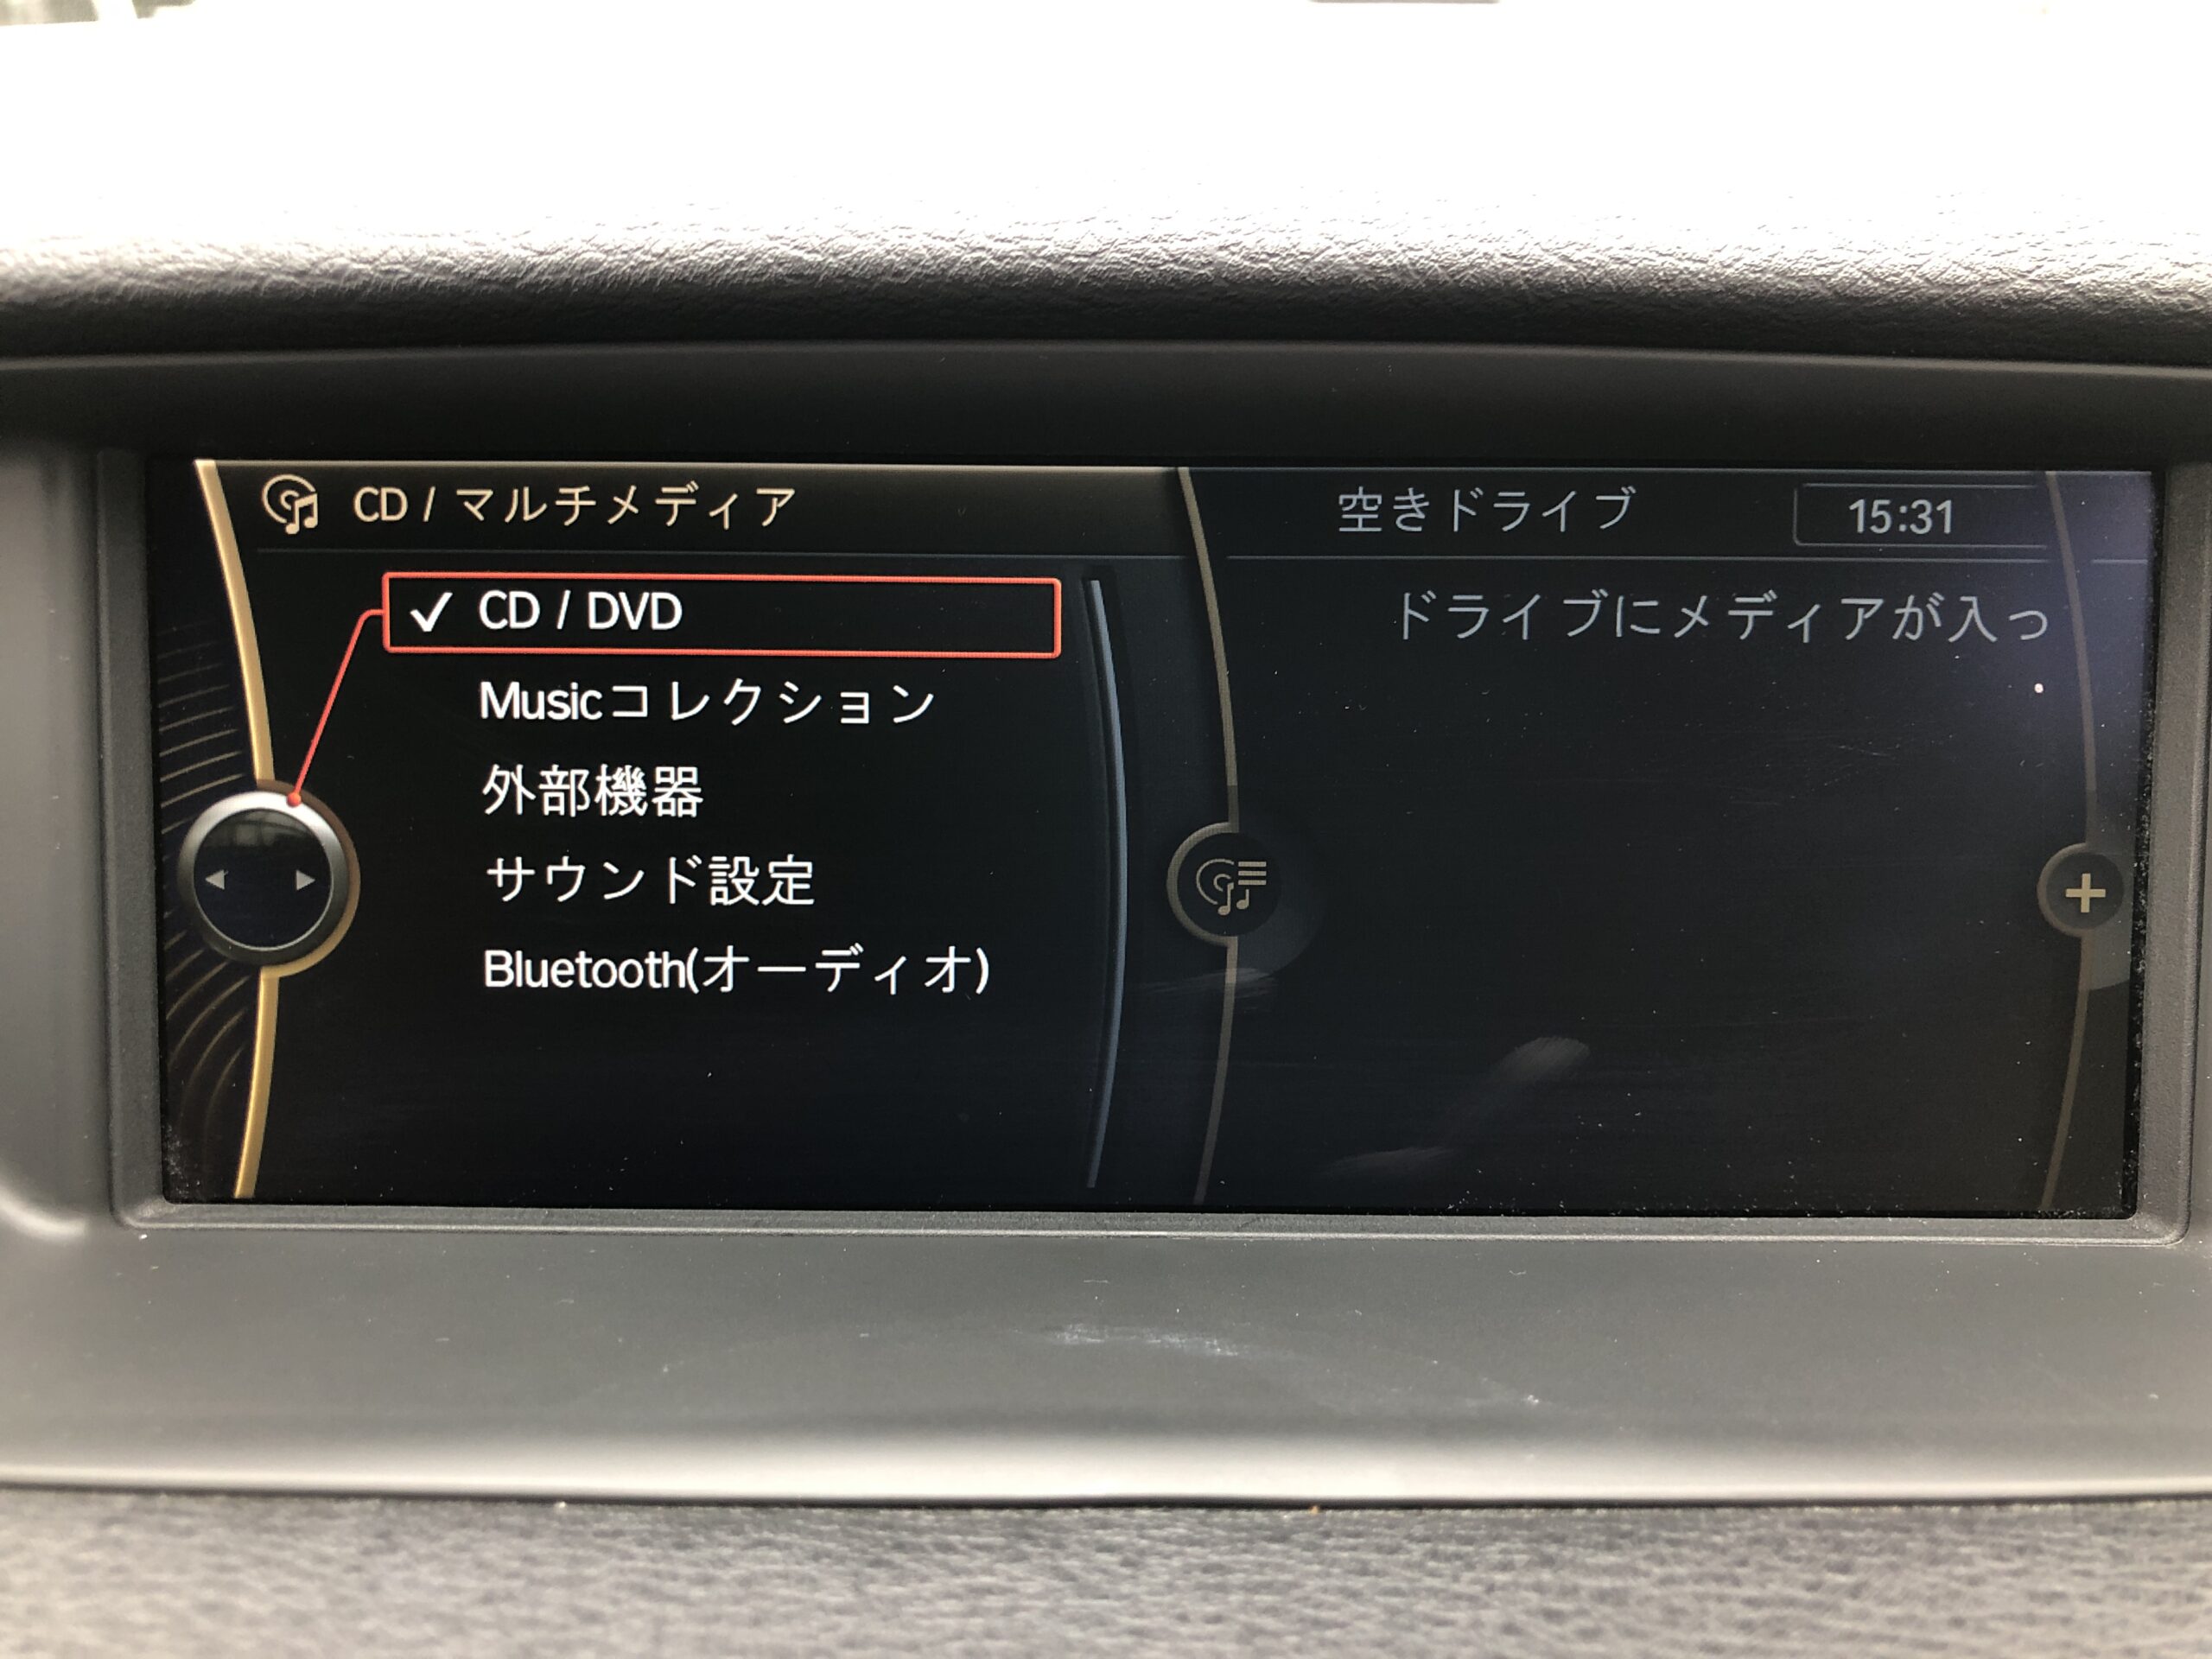 CD / マルチメディア
空きドライブ
15:31
✓ CD / DVD
ドライブにメディアが入っ
Musicコレクション
外部機器
サウンド設定
Bluetooth(オーディオ)